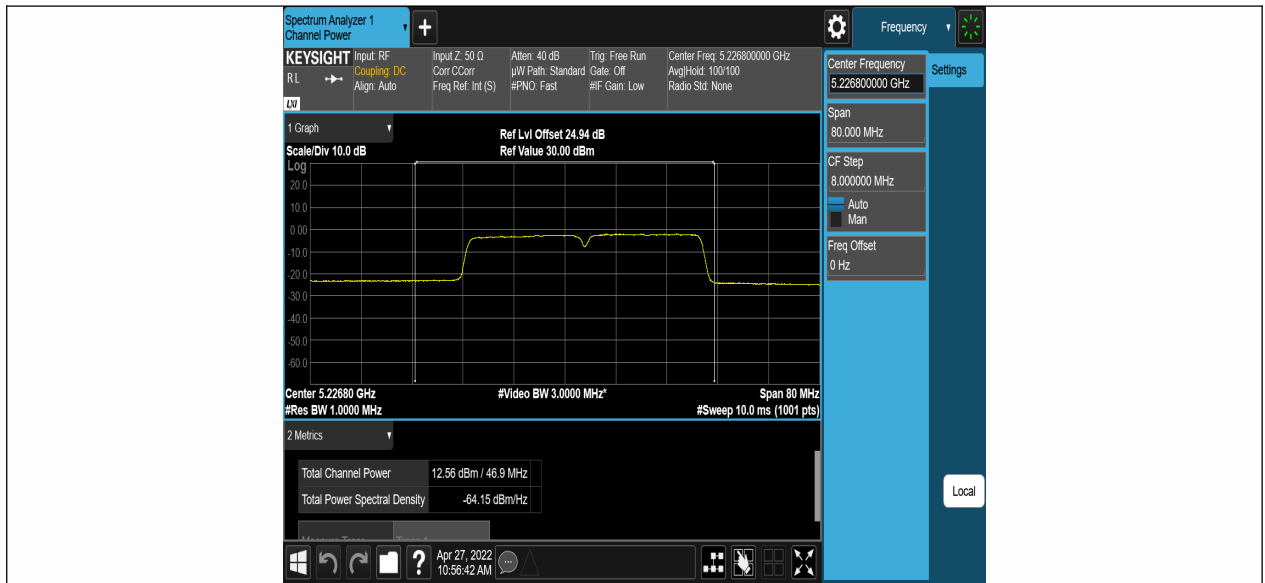 Spectrum Analyzer 1
Channel Power
+
Frequency
KEYSIGHT
RL
LXI
Input: RF
Coupling: DC
Align: Auto
Input Z: 50 Ω
Corr CCorr
Freq Ref: Int (S)
Atten: 40 dB
µW Path: Standard
#PNO: Fast
Trig: Free Run
Gate: Off
#IF Gain: Low
Center Freq: 5.226800000 GHz
Avg|Hold: 100/100
Radio Std: None
Center Frequency
5.226800000 GHz
Settings
Span
80.000 MHz
CF Step
8.000000 MHz
Auto
Man
Freq Offset
0 Hz
Local
1 Graph
Scale/Div 10.0 dB
Ref Lvl Offset 24.94 dB
Ref Value 30.00 dBm
Log
20.0
10.0
0.00
-10.0
-20.0
-30.0
-40.0
-50.0
-60.0
Center 5.22680 GHz
#Video BW 3.0000 MHz*
Span 80 MHz
#Res BW 1.0000 MHz
#Sweep 10.0 ms (1001 pts)
2 Metrics
Total Channel Power 12.56 dBm / 46.9 MHz
Total Power Spectral Density -64.15 dBm/Hz
?
Apr 27, 2022
10:56:42 AM